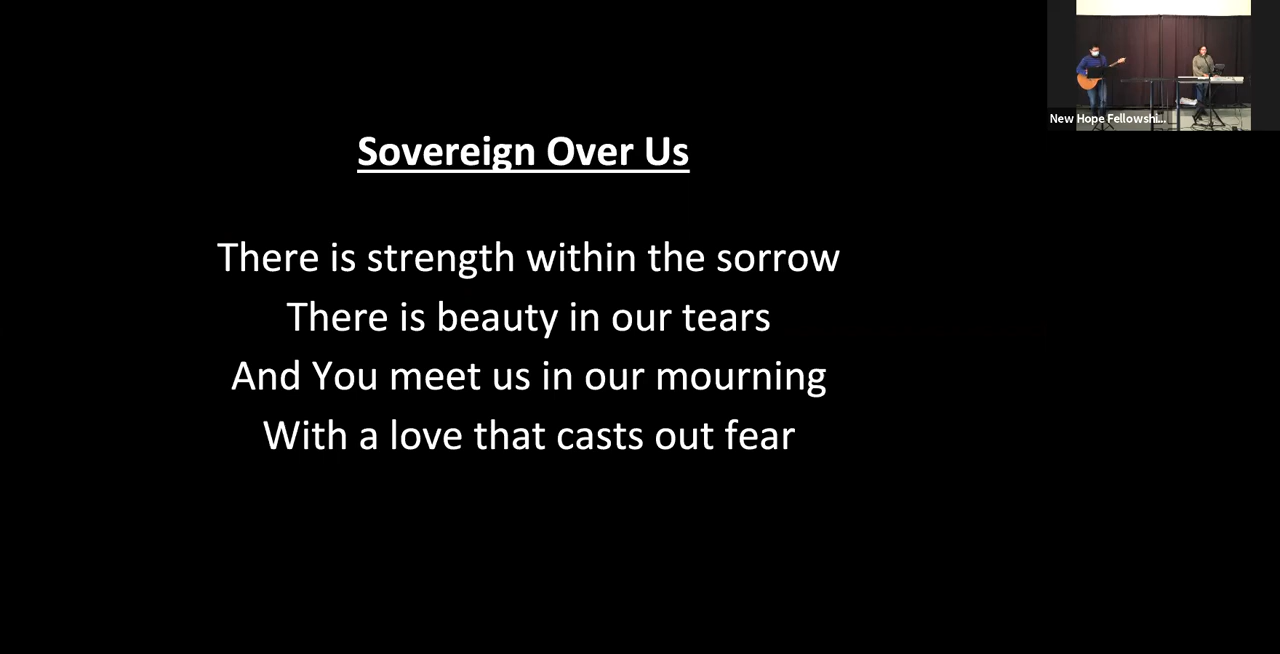 Sovereign Over Us
There is strength within the sorrow
There is beauty in our tears
And You meet us in our mourning
With a love that casts out fear
New Hope Fellowshi...